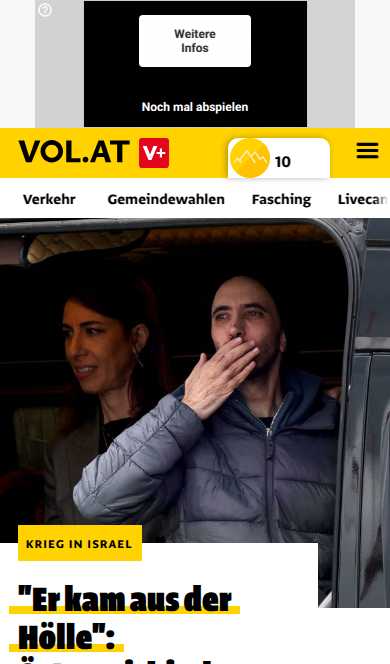 Weitere
Infos
Noch mal abspielen
VOL.AT V+ 10
Verkehr Gemeindewahlen Fasching Livecam
KRIEG IN ISRAEL
"Er kam aus der
Hölle":